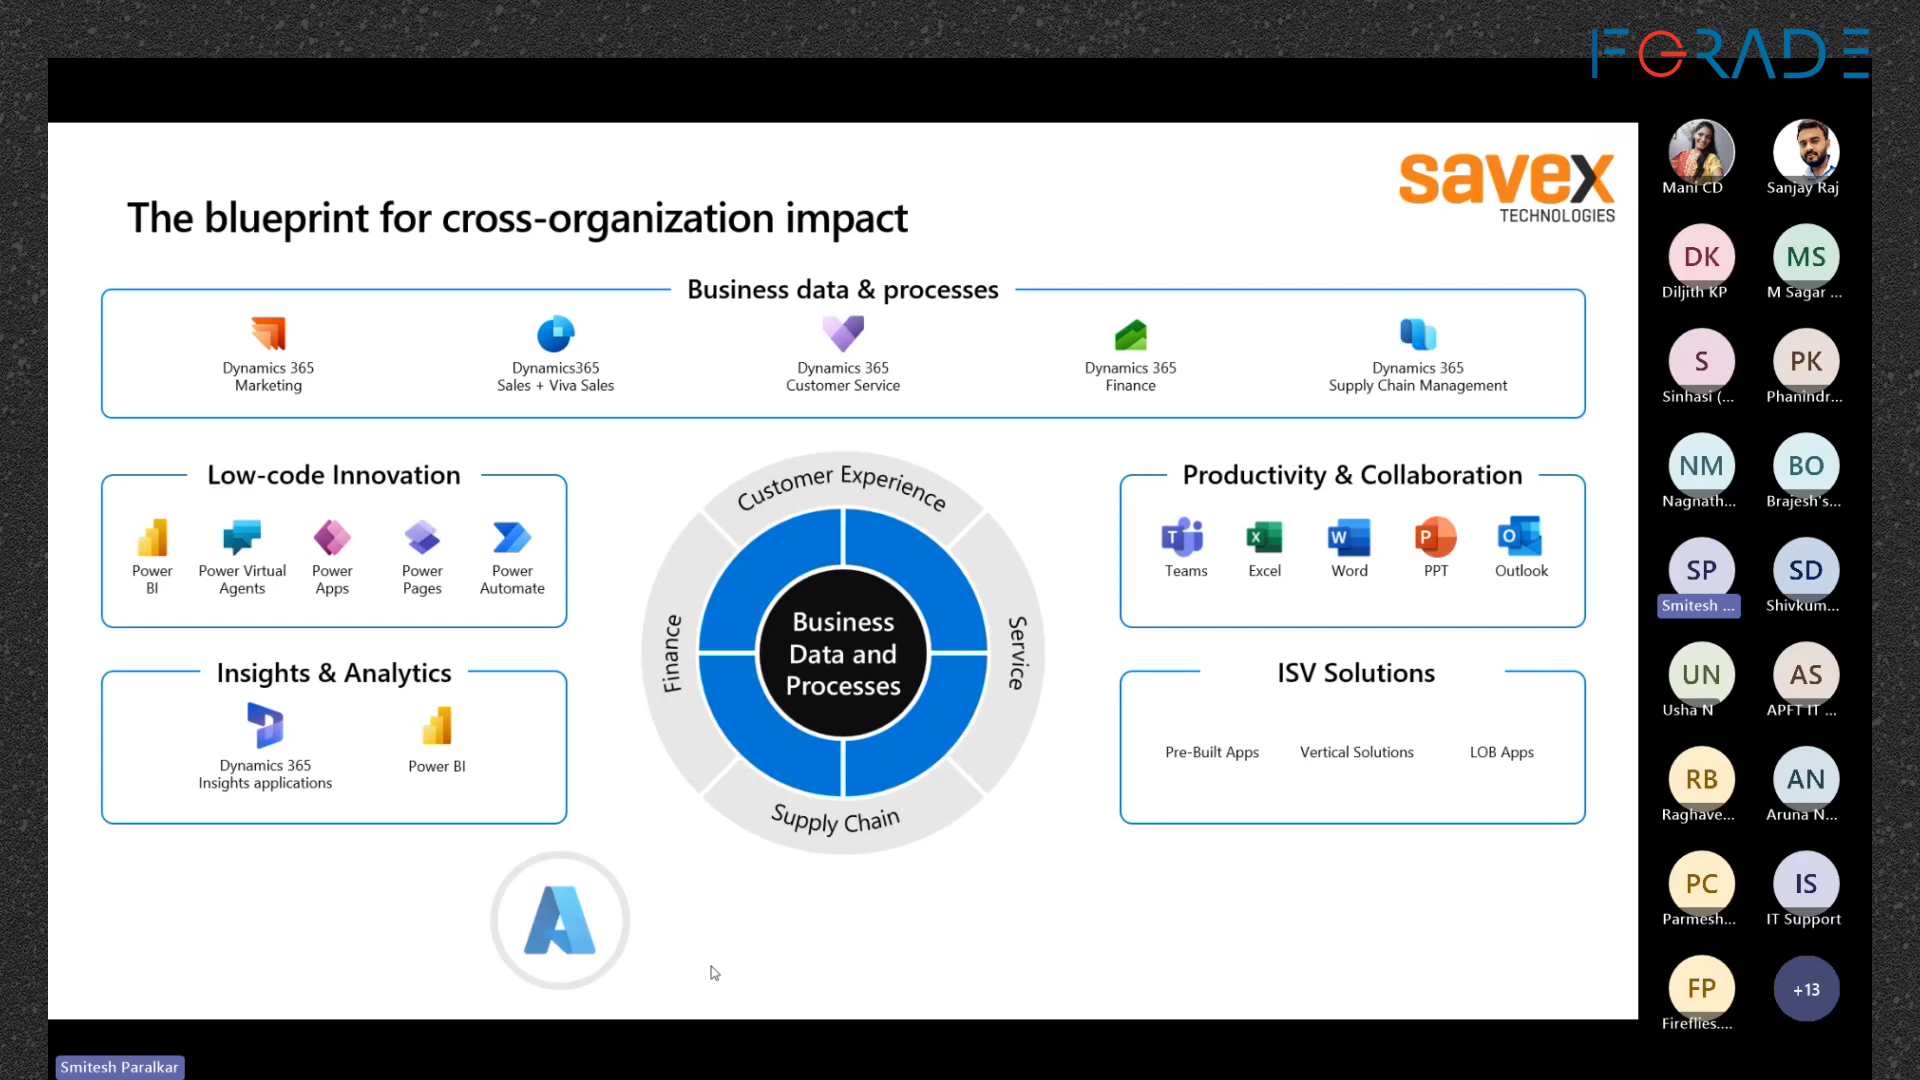 FGRADE
savex
TECHNOLOGIES
The blueprint for cross-organization impact
Business data & processes
Dynamics 365
Marketing
Dynamics365
Sales + Viva Sales
Dynamics 365
Customer Service
Dynamics 365
Finance
Dynamics 365
Supply Chain Management
Low-code Innovation
Power
BI
Power Virtual
Agents
Power
Apps
Power
Pages
Power
Automate
Insights & Analytics
Dynamics 365
Insights applications
Power BI
Customer Experience
Finance
Service
Supply Chain
Business
Data and
Processes
Productivity & Collaboration
T
Teams
X
Excel
W
Word
P
PPT
O
Outlook
ISV Solutions
Pre-Built Apps
Vertical Solutions
LOB Apps
Mani CD
Sanjay Raj
DK
Diljith KP
MS
M Sagar ...
S
Sinhasi (...
PK
Phanindr...
NM
Nagnath...
BO
Brajesh's...
SP
Smitesh ...
SD
Shivkum...
UN
Usha N
AS
APFT IT ...
RB
Raghave...
AN
Aruna N...
PC
Parmesh...
IS
IT Support
FP
Fireflies....
+13
Smitesh Paralkar